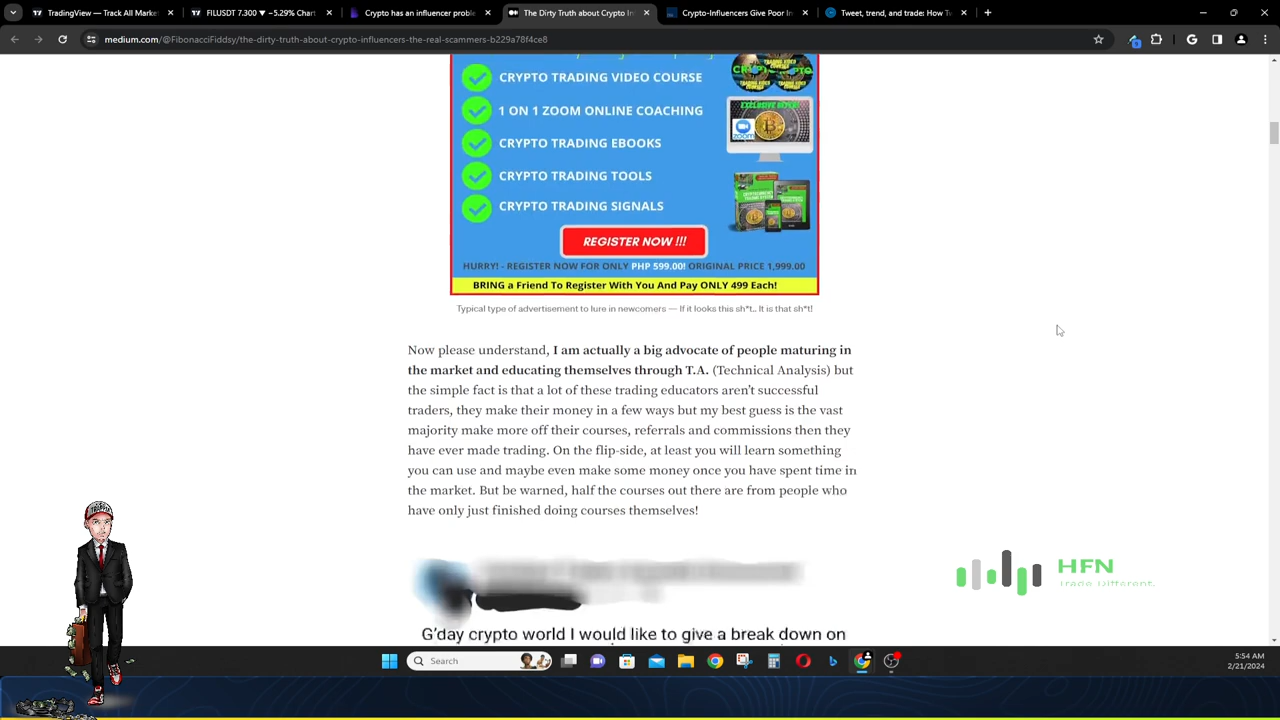 TradingView — Track All Market
FILUSDT 7.300 ▼ −5.29% Chart
Crypto has an influencer proble
The Dirty Truth about Crypto In
Crypto-Influencers Give Poor In
Tweet, trend, and trade: How Tw
medium.com/@FibonacciFiddsy/the-dirty-truth-about-crypto-influencers-the-real-scammers-b229a78f4ce8
CRYPTO TRADING VIDEO COURSE
1 ON 1 ZOOM ONLINE COACHING
EXCLUSIVE OFFER!
zoom
CRYPTO TRADING EBOOKS
CRYPTO TRADING TOOLS
CRYPTO TRADING SIGNALS
REGISTER NOW !!!
HURRY! - REGISTER NOW FOR ONLY PHP 599.00! ORIGINAL PRICE 1,999.00
BRING a Friend To Register With You And Pay ONLY 499 Each!
Typical type of advertisement to lure in newcomers — If it looks this sh*t.. It is that sh*t!
Now please understand, I am actually a big advocate of people maturing in
the market and educating themselves through T.A. (Technical Analysis) but
the simple fact is that a lot of these trading educators aren’t successful
traders, they make their money in a few ways but my best guess is the vast
majority make more off their courses, referrals and commissions then they
have ever made trading. On the flip-side, at least you will learn something
you can use and maybe even make some money once you have spent time in
the market. But be warned, half the courses out there are from people who
have only just finished doing courses themselves!
HFN
Trade Different.
G’day crypto world I would like to give a break down on
Search
5:54 AM
2/21/2024